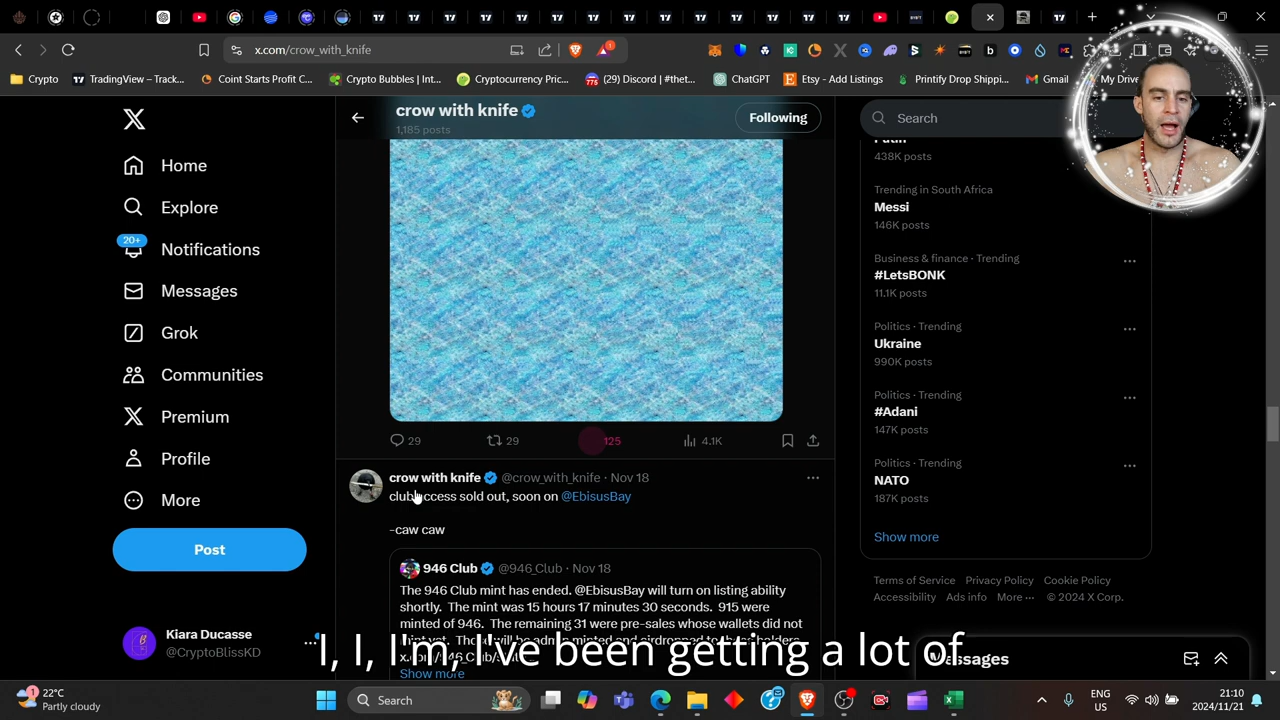 x.com/crow_with_knife
1
Crypto
TradingView – Track...
Coint Starts Profit C...
Crypto Bubbles | Int...
Cryptocurrency Pric...
(29) Discord | #thet...
ChatGPT
Etsy - Add Listings
Printify Drop Shippi...
Gmail
My Drive
crow with knife
1,185 posts
Following
Search
Home
Explore
20+
Notifications
Messages
Grok
Communities
Premium
Profile
More
Post
Kiara Ducasse
@CryptoBlissKD
29
29
125
4.1K
crow with knife @crow_with_knife · Nov 18
access sold out, soon on @EbisusBay
-caw caw
946 Club @946_Club · Nov 18
The 946 Club mint has ended. @EbisusBay will turn on listing ability
shortly. The mint was 15 hours 17 minutes 30 seconds. 915 were
minted of 946. The remaining 31 were pre-sales whose wallets did not
Show more
438K posts
Trending in South Africa
Messi
146K posts
Business & finance · Trending
#LetsBONK
11.1K posts
Politics · Trending
Ukraine
990K posts
Politics · Trending
#Adani
147K posts
Politics · Trending
NATO
187K posts
Show more
Terms of Service Privacy Policy Cookie Policy
Accessibility Ads info More ··· © 2024 X Corp.
Messages
I, I, I'm, I've been getting a lot of
22°C
Partly cloudy
Search
ENG
US
21:10
2024/11/21